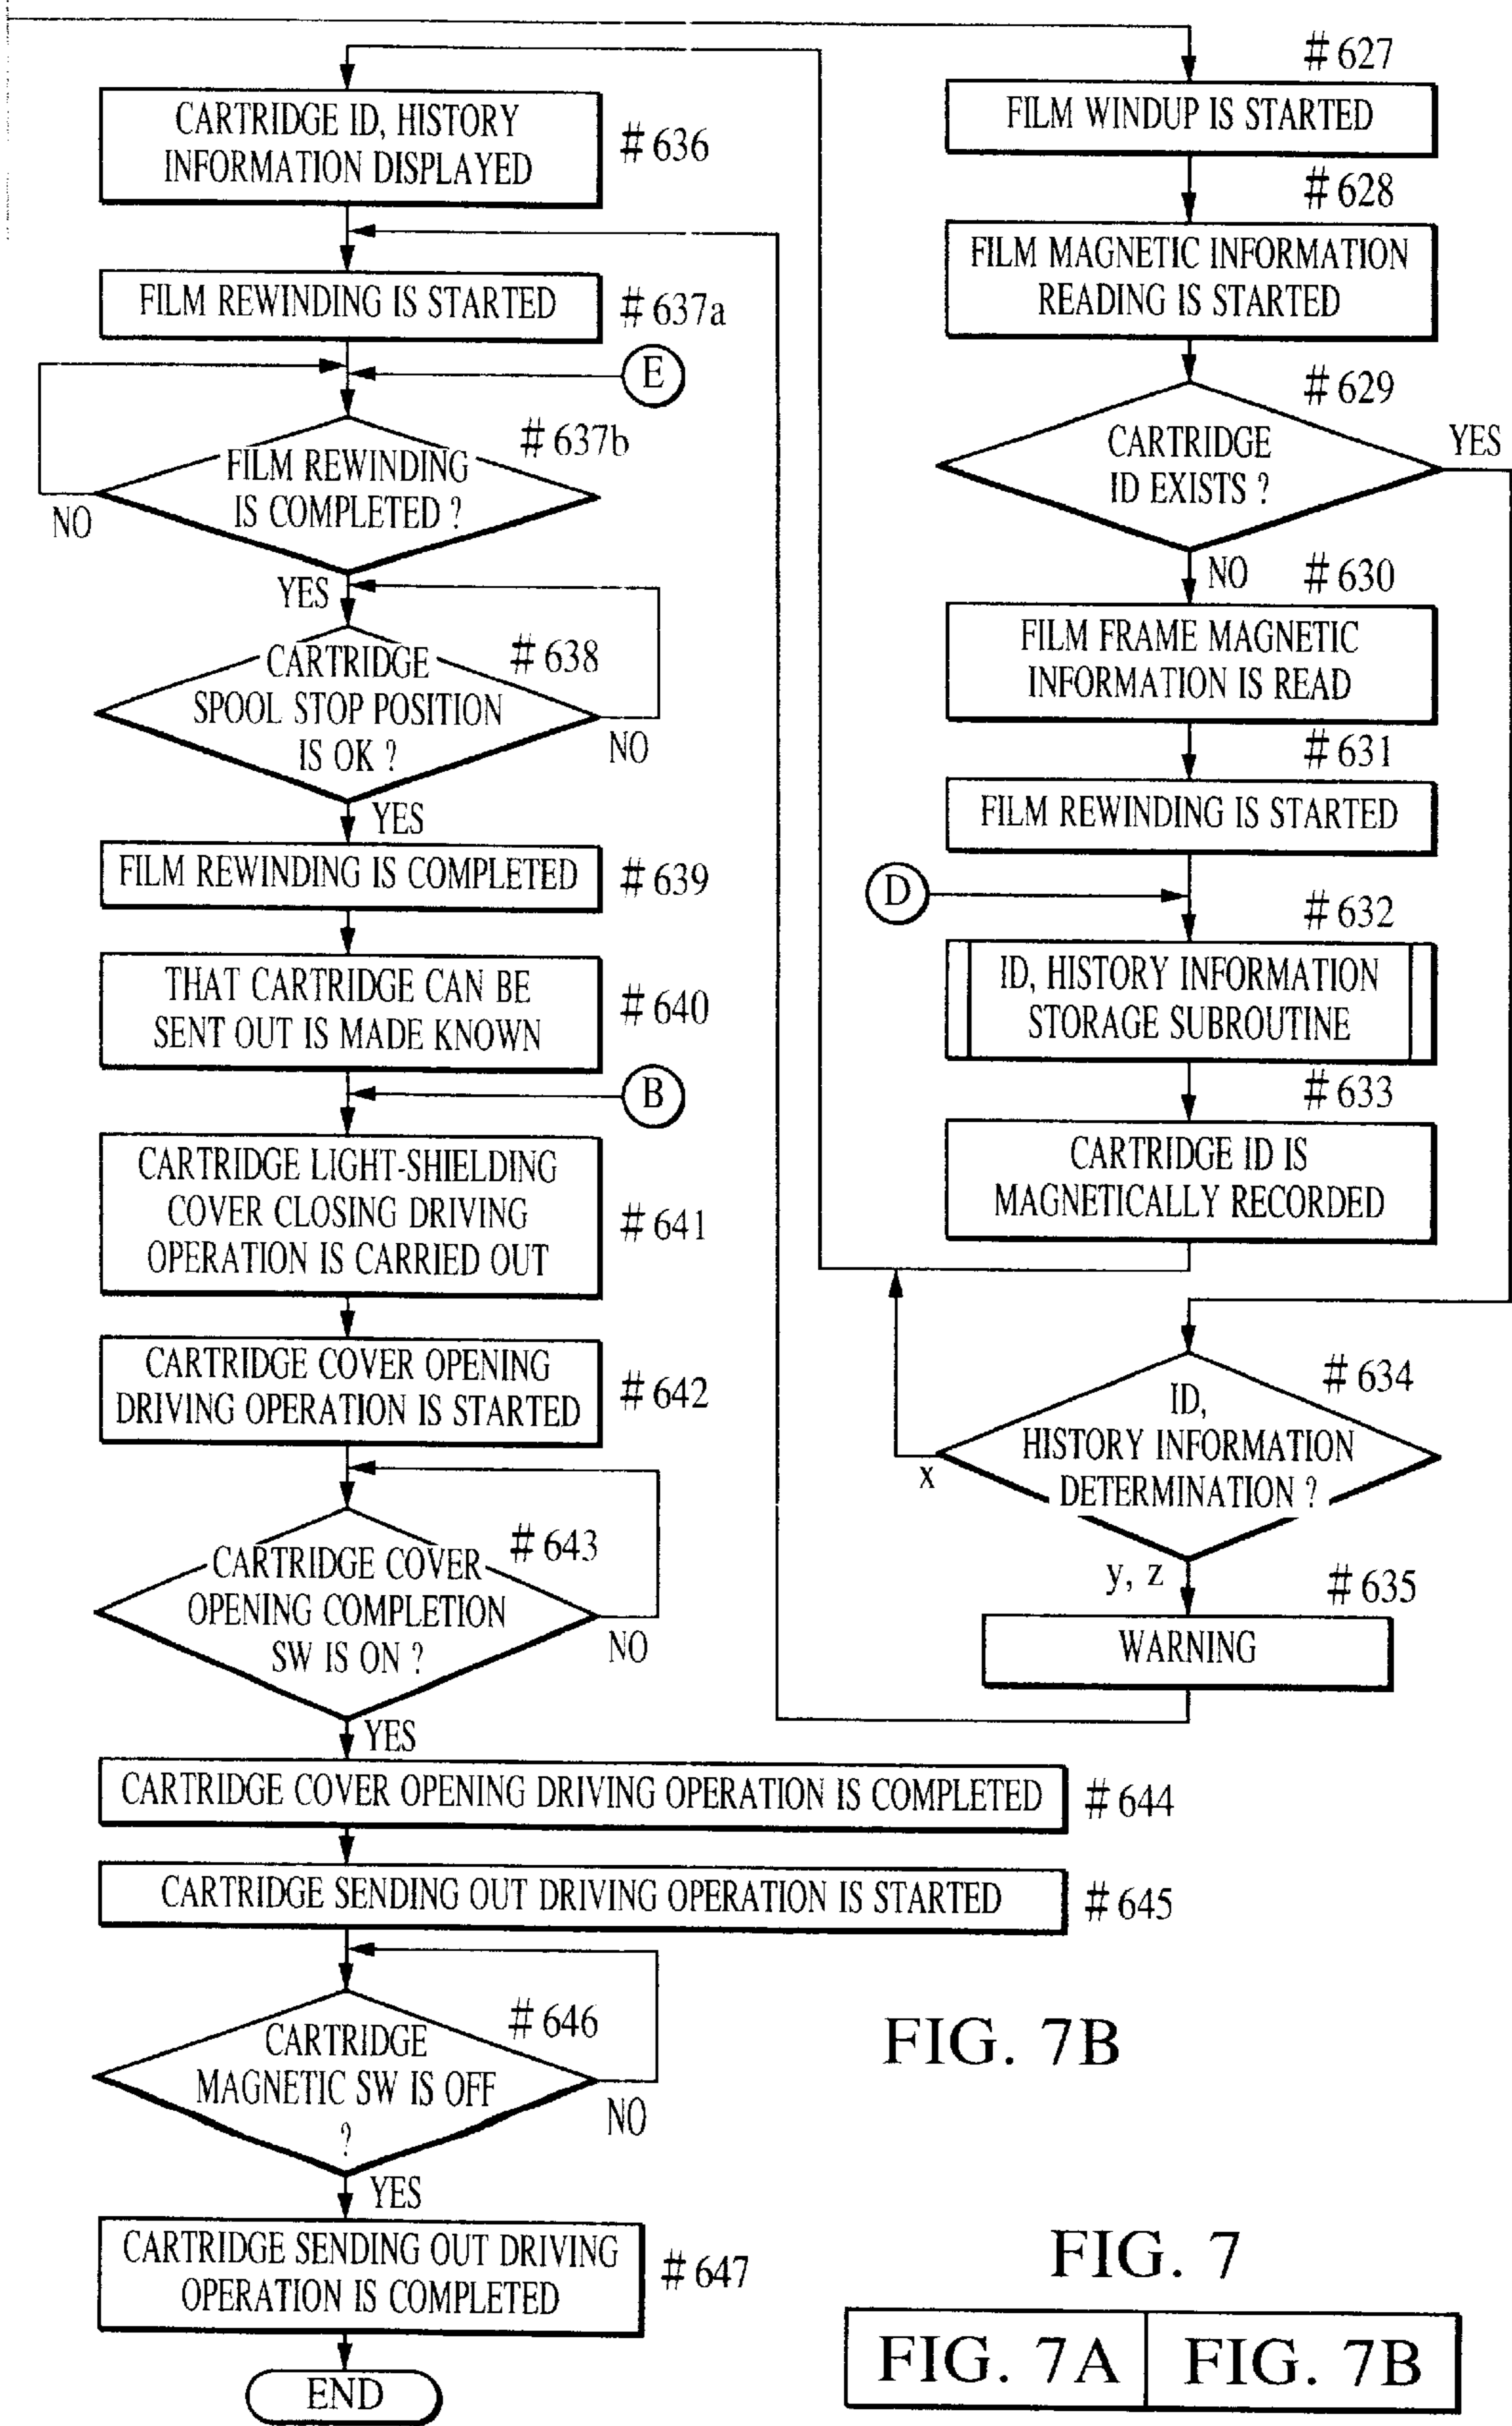 CARTRIDGE ID, HISTORY
INFORMATION DISPLAYED
#636
FILM REWINDING IS STARTED
#637a
E
#637b
FILM REWINDING
IS COMPLETED ?
NO
YES
#638
CARTRIDGE
SPOOL STOP POSITION
IS OK ?
NO
YES
FILM REWINDING IS COMPLETED
#639
THAT CARTRIDGE CAN BE
SENT OUT IS MADE KNOWN
#640
B
CARTRIDGE LIGHT-SHIELDING
COVER CLOSING DRIVING
OPERATION IS CARRIED OUT
#641
CARTRIDGE COVER OPENING
DRIVING OPERATION IS STARTED
#642
#643
CARTRIDGE COVER
OPENING COMPLETION
SW IS ON ?
NO
YES
CARTRIDGE COVER OPENING DRIVING OPERATION IS COMPLETED
#644
CARTRIDGE SENDING OUT DRIVING OPERATION IS STARTED
#645
#646
CARTRIDGE
MAGNETIC SW IS OFF
?
NO
YES
CARTRIDGE SENDING OUT DRIVING
OPERATION IS COMPLETED
#647
END
#627
FILM WINDUP IS STARTED
#628
FILM MAGNETIC INFORMATION
READING IS STARTED
#629
CARTRIDGE
ID EXISTS ?
YES
NO
#630
FILM FRAME MAGNETIC
INFORMATION IS READ
#631
FILM REWINDING IS STARTED
D
#632
ID, HISTORY INFORMATION
STORAGE SUBROUTINE
#633
CARTRIDGE ID IS
MAGNETICALLY RECORDED
#634
ID,
HISTORY INFORMATION
DETERMINATION ?
x
y, z
#635
WARNING
FIG. 7B
FIG. 7
FIG. 7A
FIG. 7B